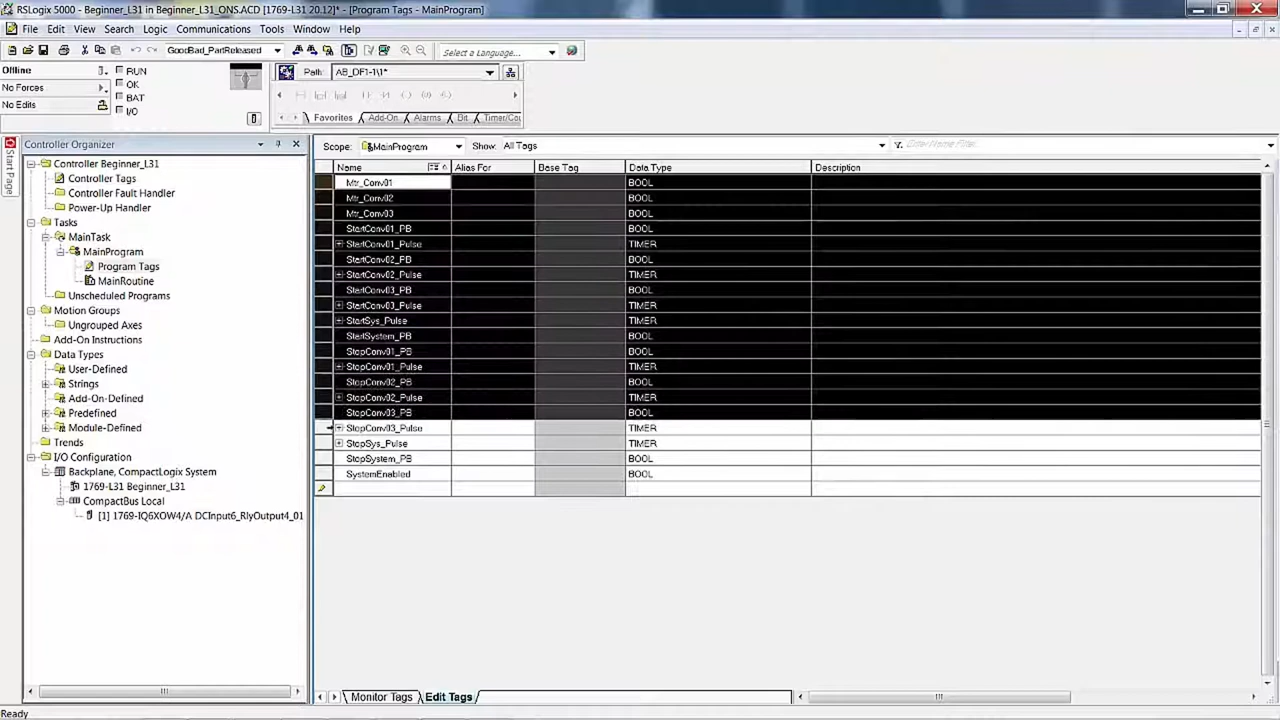 RSLogix 5000 - Beginner_L31 in Beginner_L31_ONS.ACD [1769-L31 20.12]* - [Program Tags - MainProgram]
File Edit View Search Logic Communications Tools Window Help
GoodBad_PartReleased
Select a Language...
Offline
RUN
No Forces
OK
No Edits
BAT
I/O
Path: AB_DF1-1\1*
Favorites Add-On Alarms Bit Timer/Cou
Start Page
Controller Organizer
Controller Beginner_L31
Controller Tags
Controller Fault Handler
Power-Up Handler
Tasks
MainTask
MainProgram
Program Tags
MainRoutine
Unscheduled Programs
Motion Groups
Ungrouped Axes
Add-On Instructions
Data Types
User-Defined
Strings
Add-On-Defined
Predefined
Module-Defined
Trends
I/O Configuration
Backplane, CompactLogix System
1769-L31 Beginner_L31
CompactBus Local
[1] 1769-IQ6XOW4/A DCInput6_RlyOutput4_01
Scope: MainProgram Show: All Tags Enter Name Filter...
Name Alias For Base Tag Data Type Description
Mtr_Conv01 BOOL
Mtr_Conv02 BOOL
Mtr_Conv03 BOOL
StartConv01_PB BOOL
StartConv01_Pulse TIMER
StartConv02_PB BOOL
StartConv02_Pulse TIMER
StartConv03_PB BOOL
StartConv03_Pulse TIMER
StartSys_Pulse TIMER
StartSystem_PB BOOL
StopConv01_PB BOOL
StopConv01_Pulse TIMER
StopConv02_PB BOOL
StopConv02_Pulse TIMER
StopConv03_PB BOOL
StopConv03_Pulse TIMER
StopSys_Pulse TIMER
StopSystem_PB BOOL
SystemEnabled BOOL
Monitor Tags Edit Tags
Ready